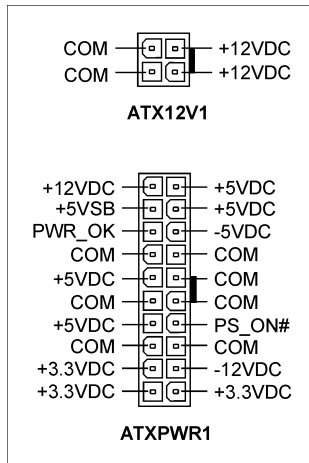 COM +12VDC
COM +12VDC
ATX12V1
+12VDC +5VDC
+5VSB +5VDC
PWR_OK -5VDC
COM COM
+5VDC COM
COM COM
+5VDC PS_ON#
COM COM
+3.3VDC -12VDC
+3.3VDC +3.3VDC
ATXPWR1